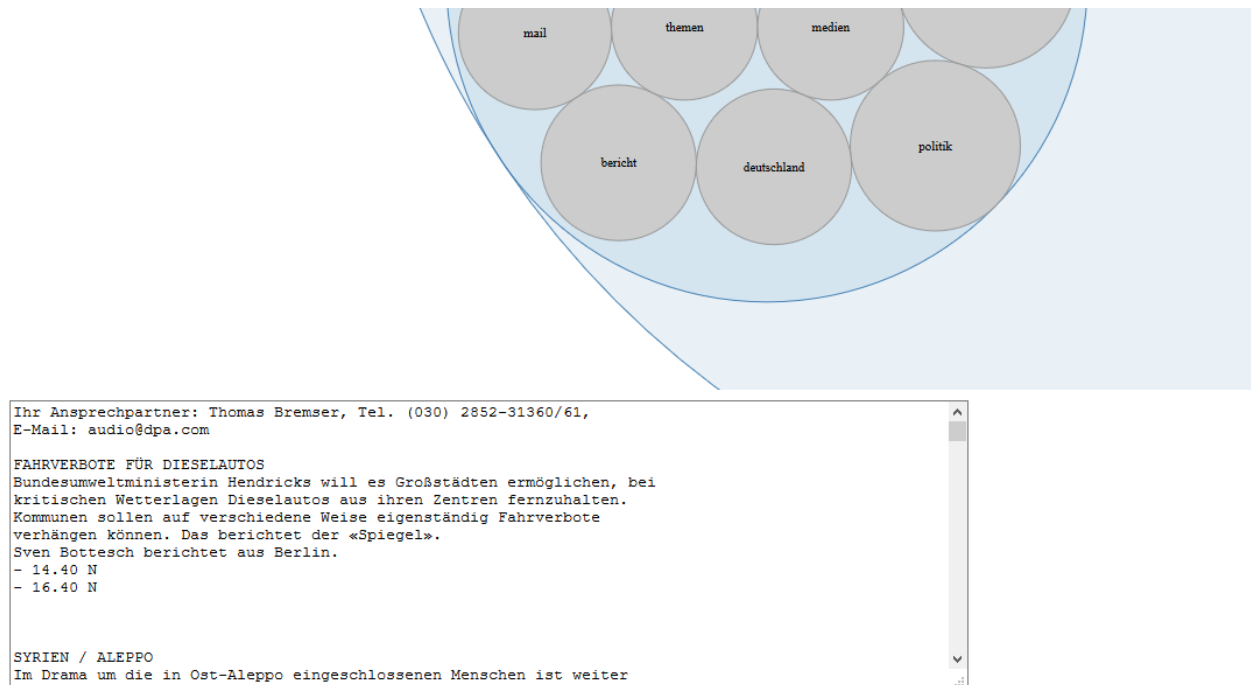 mail
themen
medien
bericht
deutschland
politik
Ihr Ansprechpartner: Thomas Bremser, Tel. (030) 2852-31360/61,
E-Mail: audio@dpa.com
FAHRVERBOTE FÜR DIESELAUTOS
Bundesumweltministerin Hendricks will es Großstädten ermöglichen, bei
kritischen Wetterlagen Dieselautos aus ihren Zentren fernzuhalten.
Kommunen sollen auf verschiedene Weise eigenständig Fahrverbote
verhängen können. Das berichtet der «Spiegel».
Sven Bottesch berichtet aus Berlin.
- 14.40 N
- 16.40 N
SYRIEN / ALEPPO
Im Drama um die in Ost-Aleppo eingeschlossenen Menschen ist weiter